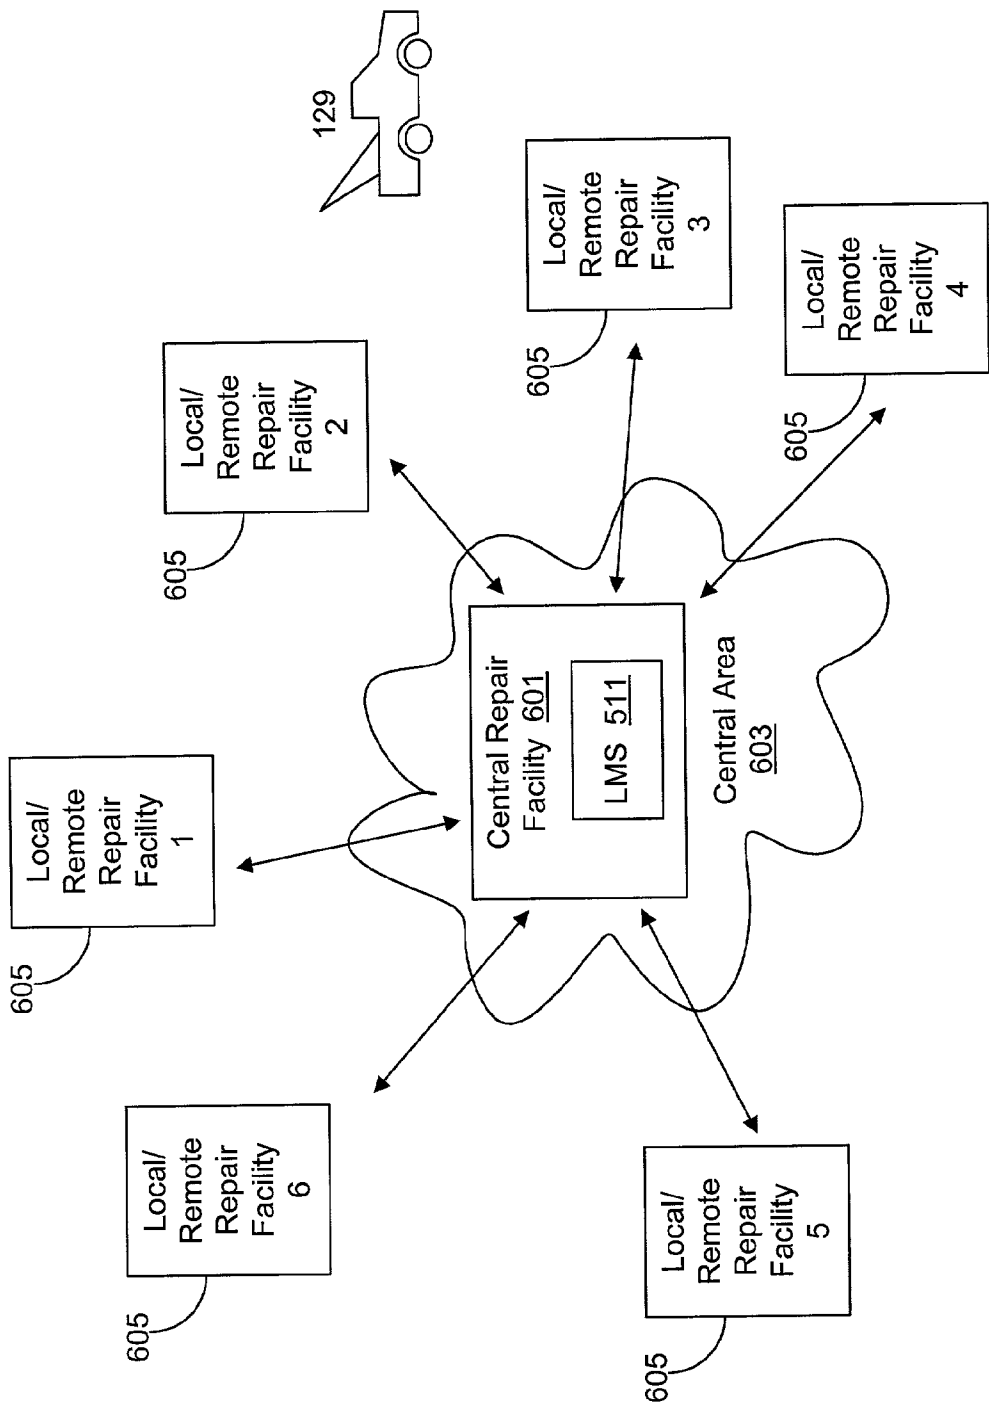 605
Local/
Remote
Repair
Facility
6
605
Local/
Remote
Repair
Facility
1
605
Local/
Remote
Repair
Facility
2
129
605
Local/
Remote
Repair
Facility
5
Central Repair
Facility 601
LMS 511
Central Area
603
605
Local/
Remote
Repair
Facility
3
605
Local/
Remote
Repair
Facility
4